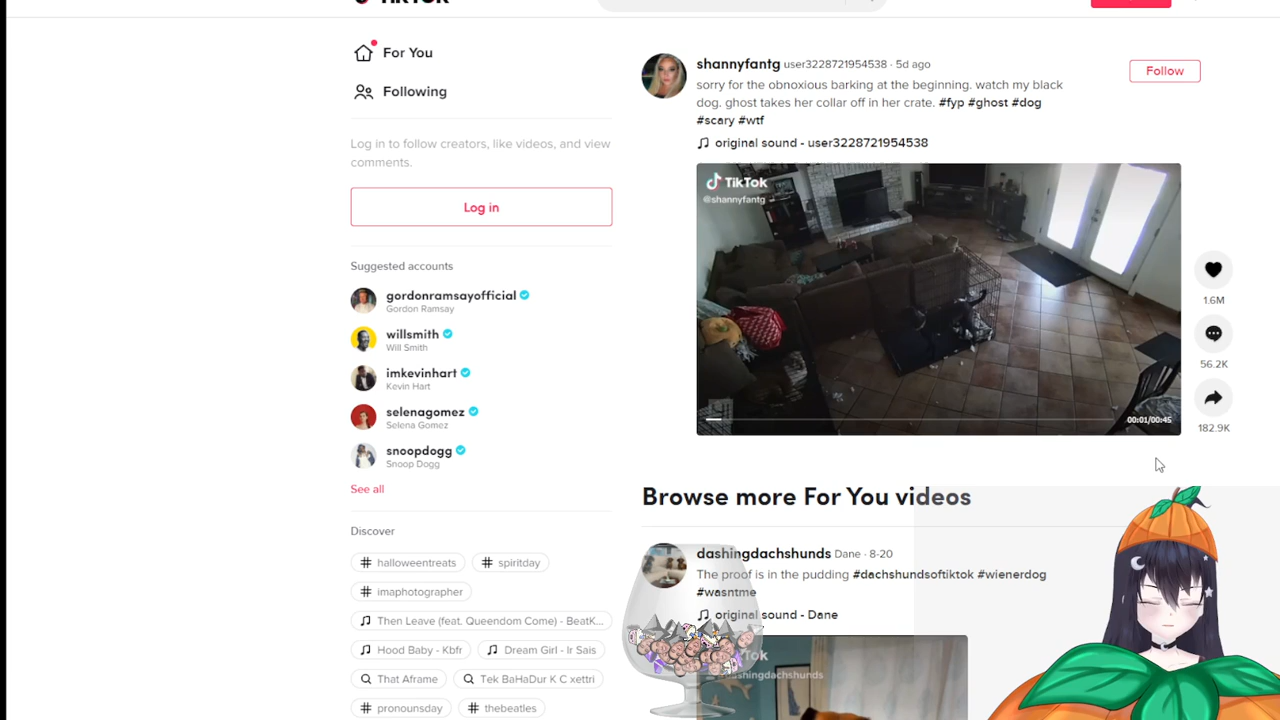 TikTok
For You
Following
Log in to follow creators, like videos, and view
comments.
Log in
Suggested accounts
gordonramsayofficial
Gordon Ramsay
willsmith
Will Smith
imkevinhart
Kevin Hart
selenagomez
Selena Gomez
snoopdogg
Snoop Dogg
See all
Discover
# halloweentreats
# spiritday
# imaphotographer
Then Leave (feat. Queendom Come) - BeatK...
Hood Baby - Kbfr
Dream Girl - Ir Sais
That Aframe
Tek BaHaDur K C xettri
# pronounsday
# thebeatles
shannyfantg user3228721954538 · 5d ago
Follow
sorry for the obnoxious barking at the beginning. watch my black
dog. ghost takes her collar off in her crate. #fyp #ghost #dog
#scary #wtf
original sound - user3228721954538
TikTok
@shannyfantg
00:01/00:45
1.6M
56.2K
182.9K
Browse more For You videos
dashingdachshunds Dane · 8-20
The proof is in the pudding #dachshundsoftiktok #wienerdog
#wasntme
original sound - Dane